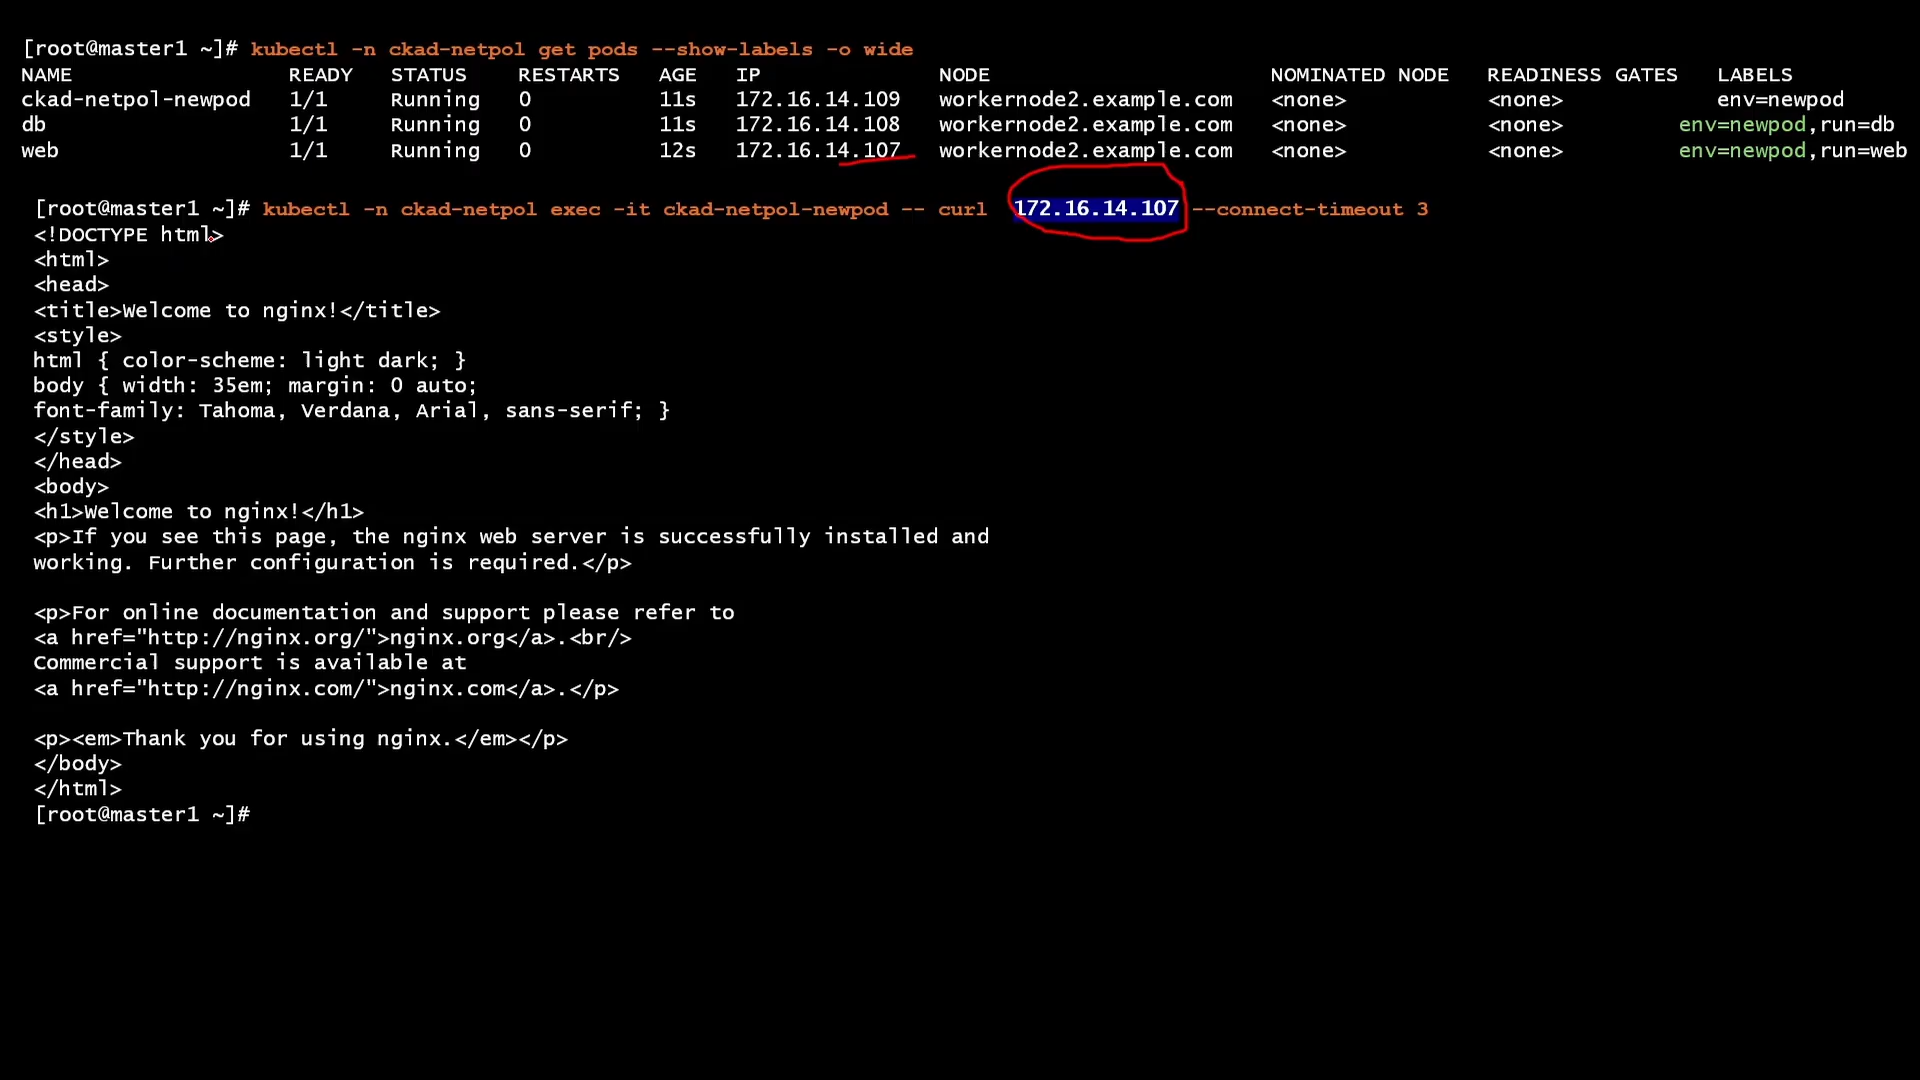 [root@master1 ~]# kubectl -n ckad-netpol get pods --show-labels -o wide
NAME READY STATUS RESTARTS AGE IP NODE NOMINATED NODE READINESS GATES LABELS
ckad-netpol-newpod 1/1 Running 0 11s 172.16.14.109 workernode2.example.com <none> <none> env=newpod
db 1/1 Running 0 11s 172.16.14.108 workernode2.example.com <none> <none> env=newpod,run=db
web 1/1 Running 0 12s 172.16.14.107 workernode2.example.com <none> <none> env=newpod,run=web
[root@master1 ~]# kubectl -n ckad-netpol exec -it ckad-netpol-newpod -- curl 172.16.14.107 --connect-timeout 3
<!DOCTYPE html>
<html>
<head>
<title>Welcome to nginx!</title>
<style>
html { color-scheme: light dark; }
body { width: 35em; margin: 0 auto;
font-family: Tahoma, Verdana, Arial, sans-serif; }
</style>
</head>
<body>
<h1>Welcome to nginx!</h1>
<p>If you see this page, the nginx web server is successfully installed and
working. Further configuration is required.</p>
<p>For online documentation and support please refer to
<a href="http://nginx.org/">nginx.org</a>.<br/>
Commercial support is available at
<a href="http://nginx.com/">nginx.com</a>.</p>
<p><em>Thank you for using nginx.</em></p>
</body>
</html>
[root@master1 ~]#